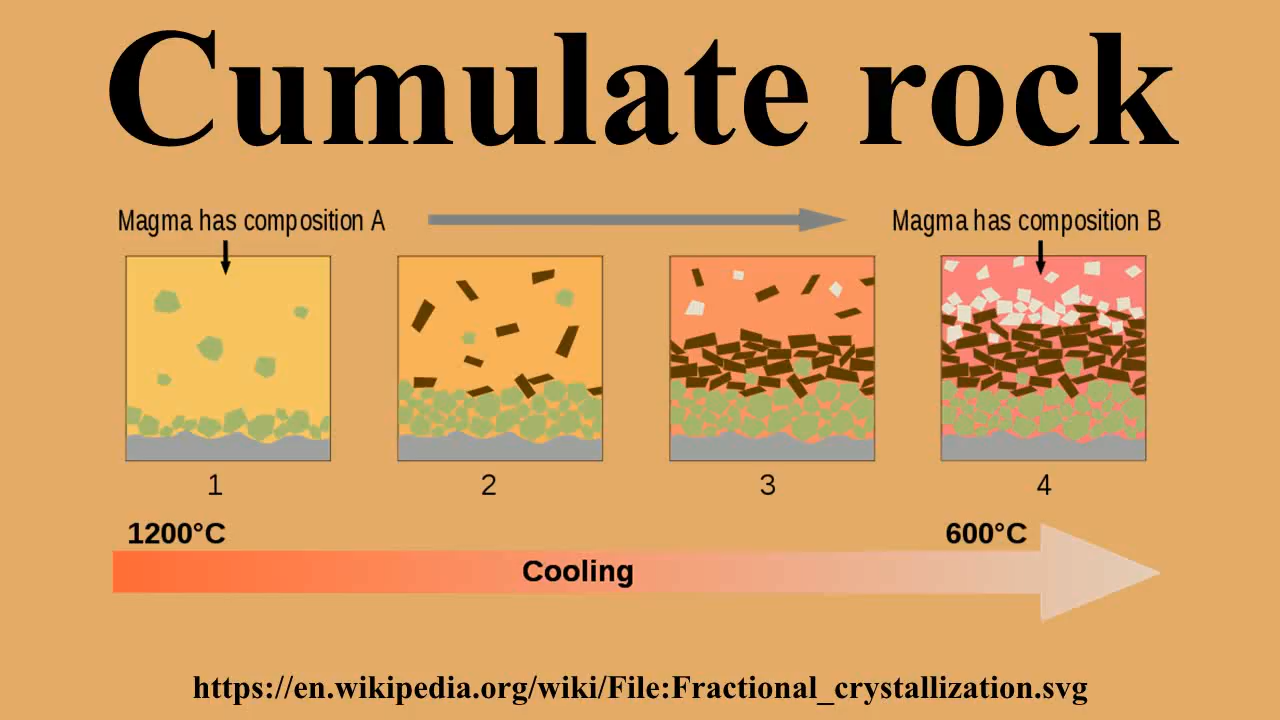 Cumulate rock
Magma has composition A
Magma has composition B
1
2
3
4
1200°C
600°C
Cooling
https://en.wikipedia.org/wiki/File:Fractional_crystallization.svg